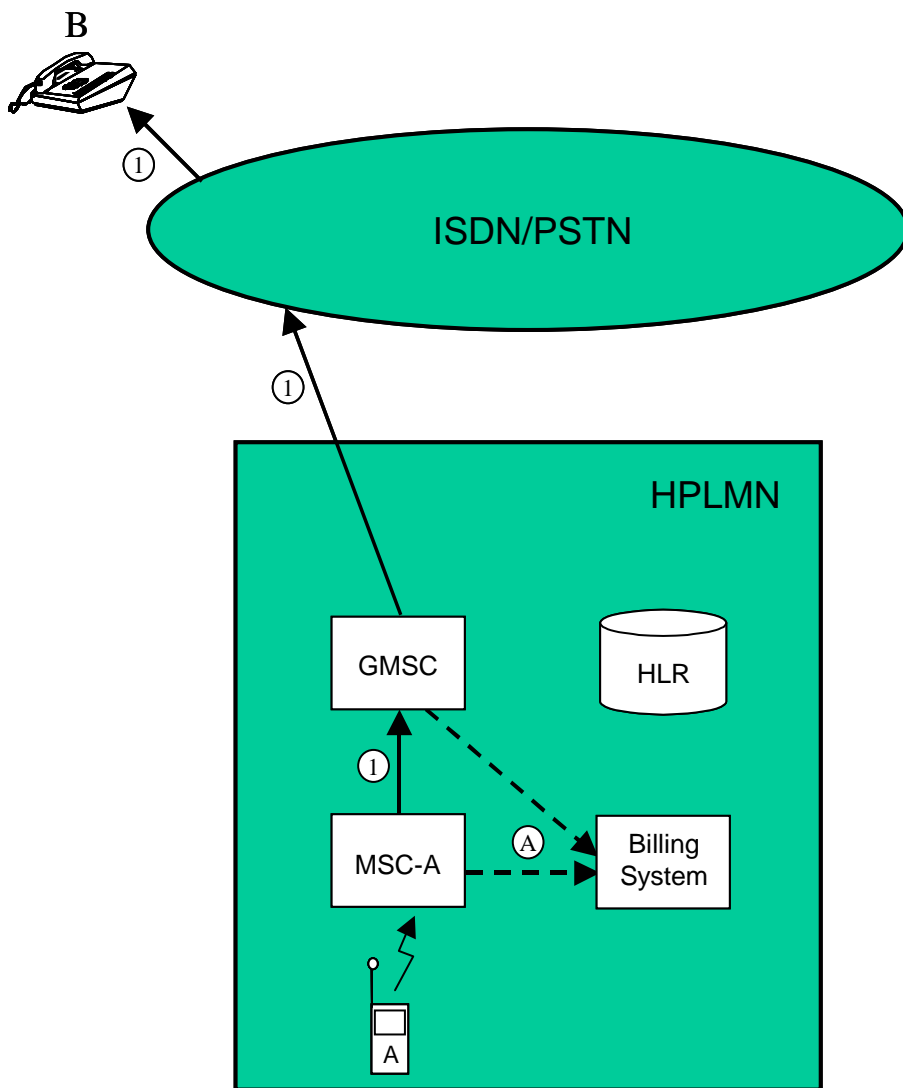 B
1
ISDN/PSTN
1
HPLMN
GMSC
HLR
1
MSC-A
A
Billing
System
A